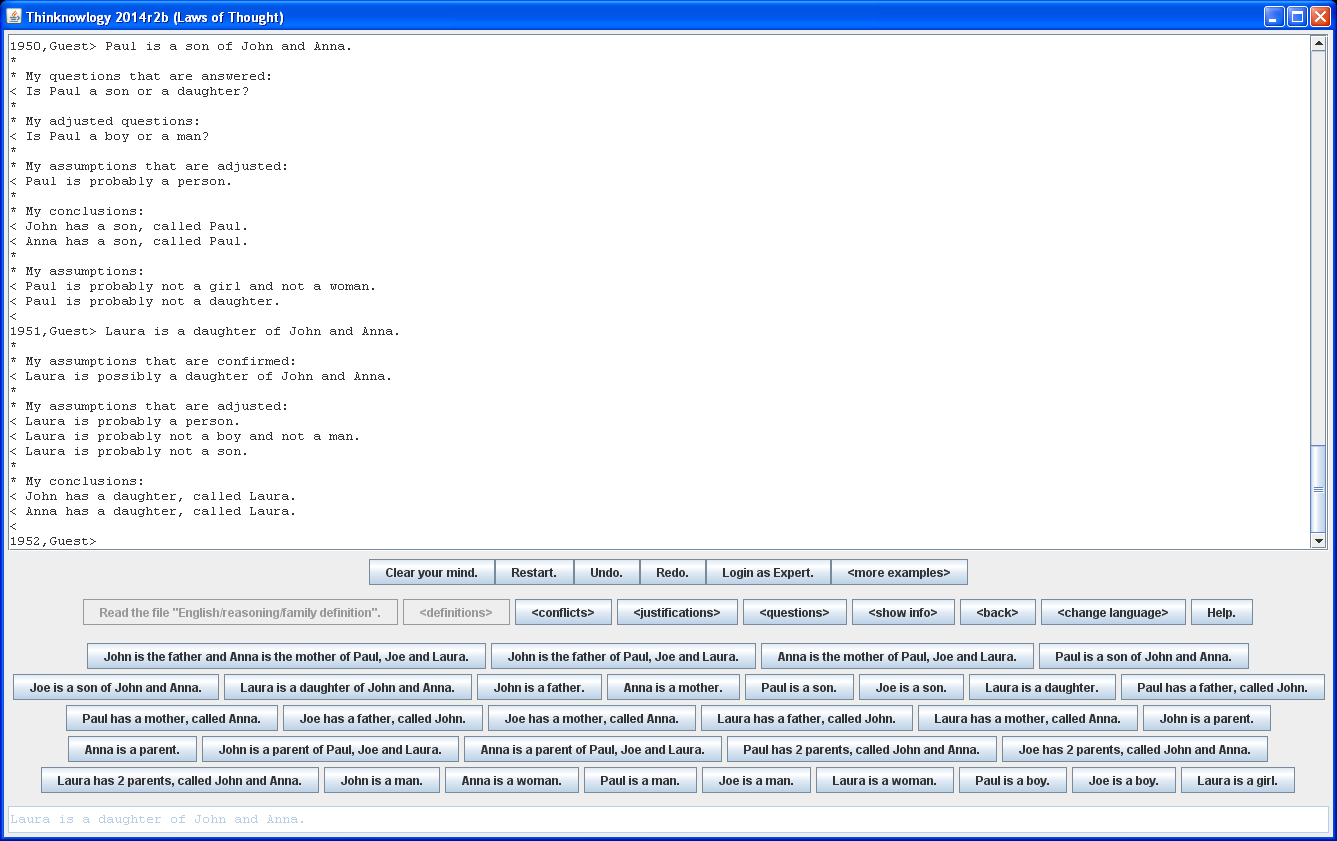 Thinknowlogy 2014r2b (Laws of Thought)
1950,Guest> Paul is a son of John and Anna.
*
* My questions that are answered:
< Is Paul a son or a daughter?
*
* My adjusted questions:
< Is Paul a boy or a man?
*
* My assumptions that are adjusted:
< Paul is probably a person.
*
* My conclusions:
< John has a son, called Paul.
< Anna has a son, called Paul.
*
* My assumptions:
< Paul is probably not a girl and not a woman.
< Paul is probably not a daughter.
<
1951,Guest> Laura is a daughter of John and Anna.
*
* My assumptions that are confirmed:
< Laura is possibly a daughter of John and Anna.
*
* My assumptions that are adjusted:
< Laura is probably a person.
< Laura is probably not a boy and not a man.
< Laura is probably not a son.
*
* My conclusions:
< John has a daughter, called Laura.
< Anna has a daughter, called Laura.
<
1952,Guest>
Clear your mind. Restart. Undo. Redo. Login as Expert. <more examples>
Read the file "English/reasoning/family definition". <definitions> <conflicts> <justifications> <questions> <show info> <back> <change language> Help.
John is the father and Anna is the mother of Paul, Joe and Laura. John is the father of Paul, Joe and Laura. Anna is the mother of Paul, Joe and Laura. Paul is a son of John and Anna.
Joe is a son of John and Anna. Laura is a daughter of John and Anna. John is a father. Anna is a mother. Paul is a son. Joe is a son. Laura is a daughter. Paul has a father, called John.
Paul has a mother, called Anna. Joe has a father, called John. Joe has a mother, called Anna. Laura has a father, called John. Laura has a mother, called Anna. John is a parent.
Anna is a parent. John is a parent of Paul, Joe and Laura. Anna is a parent of Paul, Joe and Laura. Paul has 2 parents, called John and Anna. Joe has 2 parents, called John and Anna.
Laura has 2 parents, called John and Anna. John is a man. Anna is a woman. Paul is a man. Joe is a man. Laura is a woman. Paul is a boy. Joe is a boy. Laura is a girl.
Laura is a daughter of John and Anna.